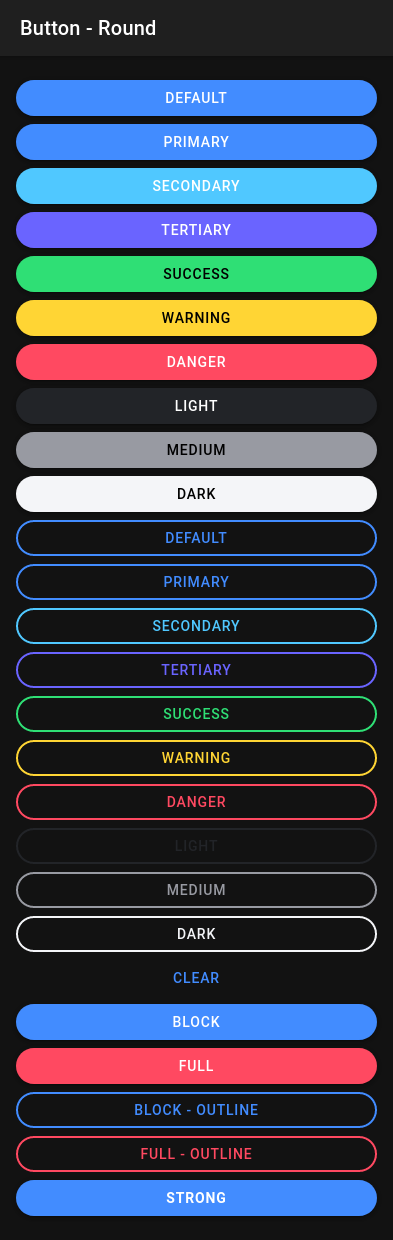 Button - Round
DEFAULT
PRIMARY
SECONDARY
TERTIARY
SUCCESS
WARNING
DANGER
LIGHT
MEDIUM
DARK
DEFAULT
PRIMARY
SECONDARY
TERTIARY
SUCCESS
WARNING
DANGER
LIGHT
MEDIUM
DARK
CLEAR
BLOCK
FULL
BLOCK - OUTLINE
FULL - OUTLINE
STRONG